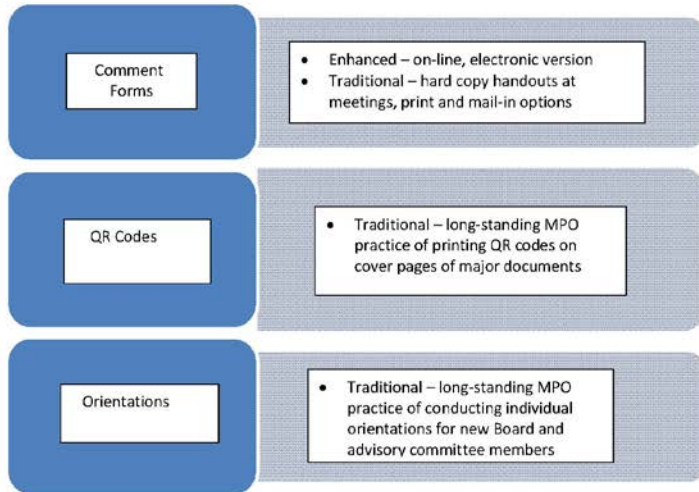 Comment
Forms
• Enhanced – on-line, electronic version
• Traditional – hard copy handouts at
meetings, print and mail-in options
QR Codes
• Traditional – long-standing MPO
practice of printing QR codes on
cover pages of major documents
Orientations
• Traditional – long-standing MPO
practice of conducting individual
orientations for new Board and
advisory committee members